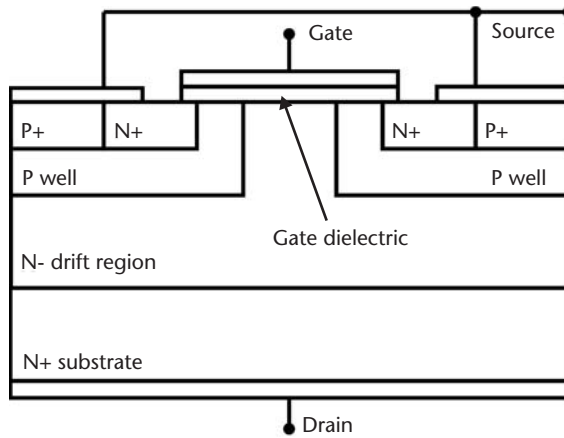 Gate
Source
P+
N+
N+
P+
P well
P well
Gate dielectric
N- drift region
N+ substrate
Drain